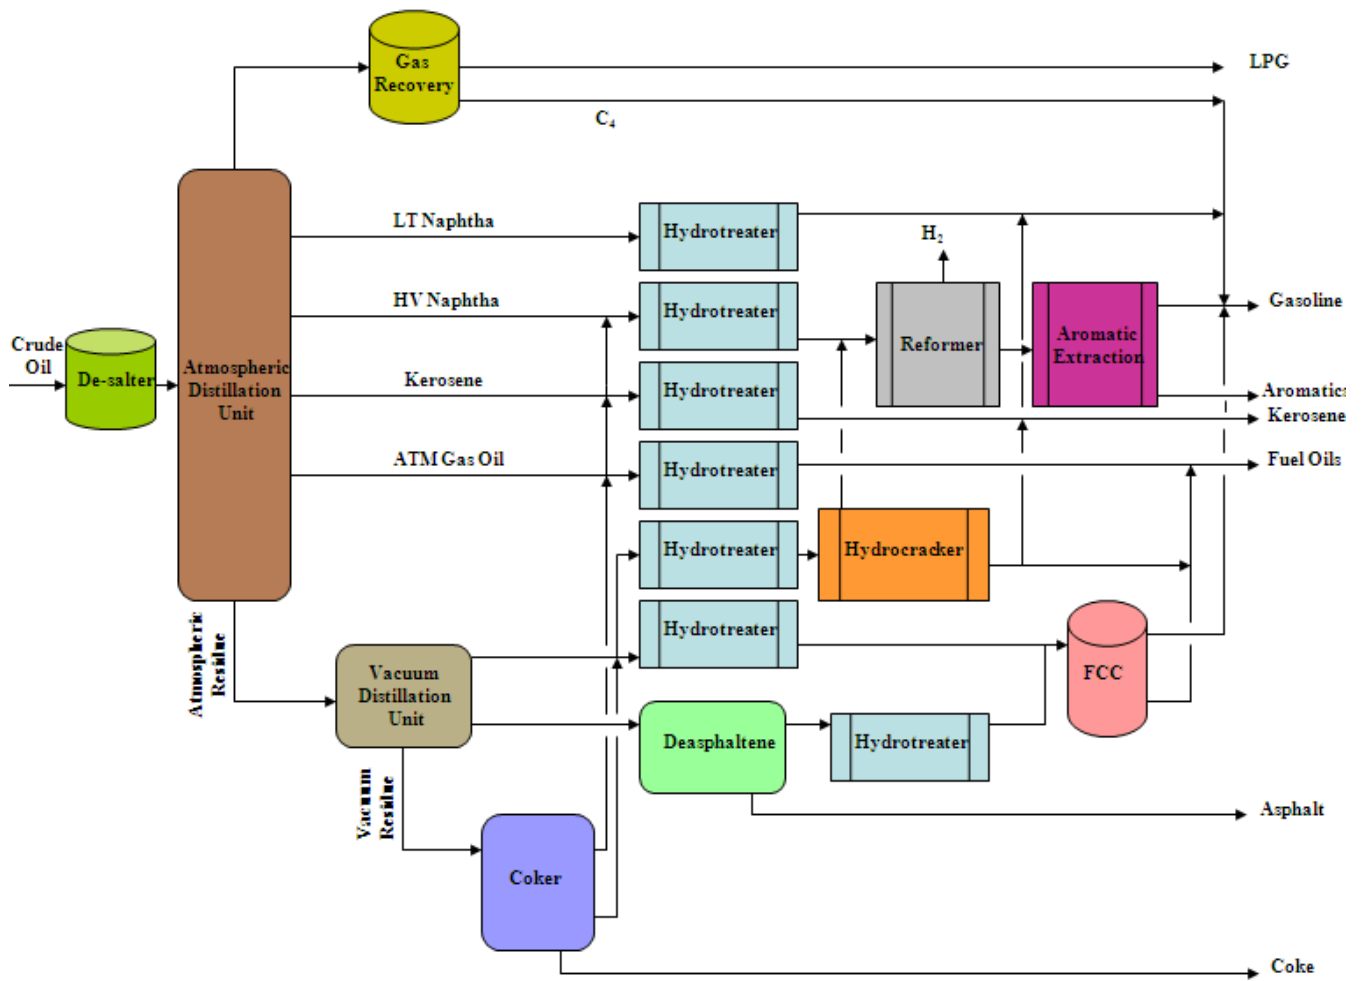 Gas
Recovery
LPG
C4
LT Naphtha
Hydrotreater
H2
HV Naphtha
Hydrotreater
Reformer
Aromatic
Extraction
Gasoline
Crude
Oil
De-salter
Atmospheric
Distillation
Unit
Kerosene
Hydrotreater
Aromatics
Kerosene
ATM Gas Oil
Hydrotreater
Fuel Oils
Hydrotreater
Hydrocracker
Atmospheric
Residue
Hydrotreater
Vacuum
Distillation
Unit
FCC
Deasphaltene
Hydrotreater
Vacuum
Residue
Asphalt
Coker
Coke